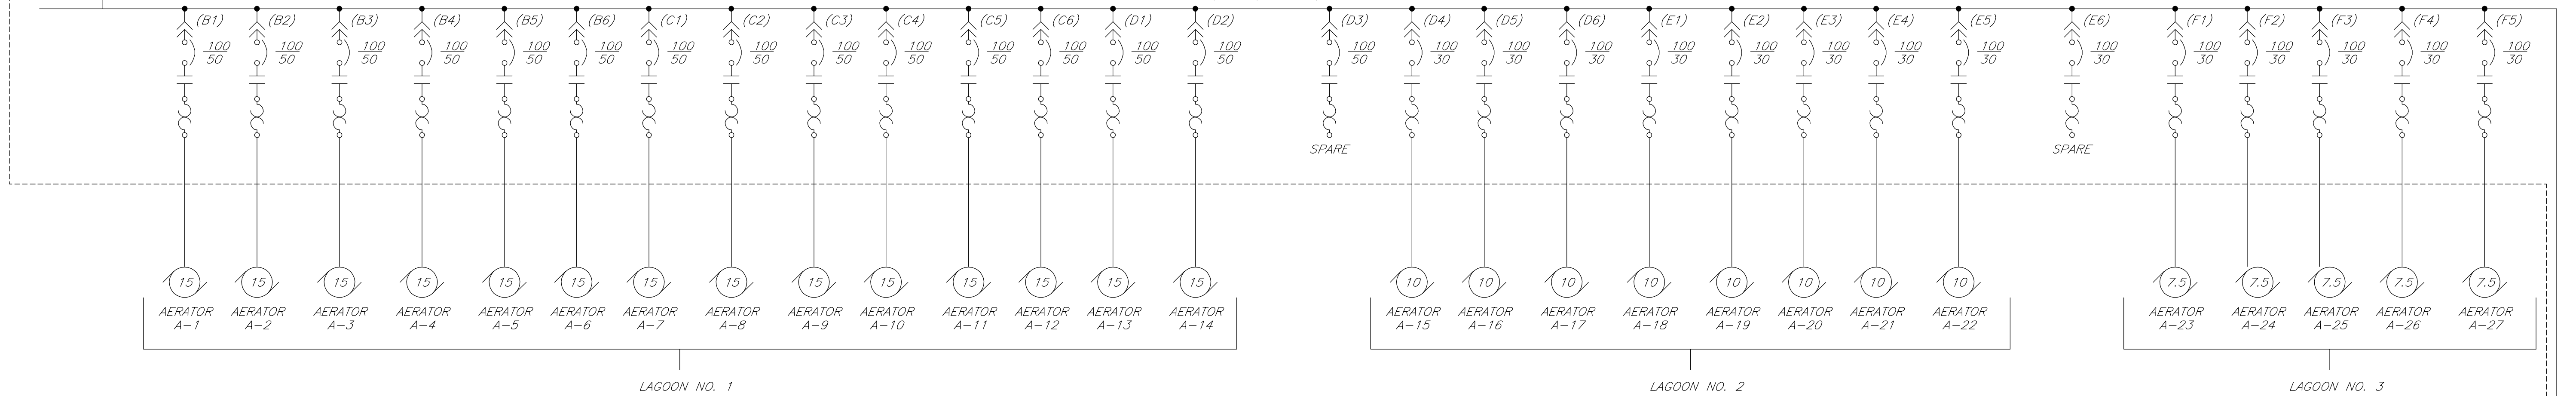 (B1) (B2) (B3) (B4) (B5) (B6) (C1) (C2) (C3) (C4) (C5) (C6) (D1) (D2) (D3) (D4) (D5) (D6) (E1) (E2) (E3) (E4) (E5) (E6) (F1) (F2) (F3) (F4) (F5)
100 100 100 100 100 100 100 100 100 100 100 100 100 100 100 100 100 100 100 100 100 100 100 100 100 100 100 100 100
50 50 50 50 50 50 50 50 50 50 50 50 50 50 50 30 30 30 30 30 30 30 30 30 30 30 30 30 30
SPARE SPARE
15 15 15 15 15 15 15 15 15 15 15 15 15 15 10 10 10 10 10 10 10 10 7.5 7.5 7.5 7.5 7.5
AERATOR AERATOR AERATOR AERATOR AERATOR AERATOR AERATOR AERATOR AERATOR AERATOR AERATOR AERATOR AERATOR AERATOR AERATOR AERATOR AERATOR AERATOR AERATOR AERATOR AERATOR AERATOR AERATOR AERATOR AERATOR AERATOR AERATOR
A-1 A-2 A-3 A-4 A-5 A-6 A-7 A-8 A-9 A-10 A-11 A-12 A-13 A-14 A-15 A-16 A-17 A-18 A-19 A-20 A-21 A-22 A-23 A-24 A-25 A-26 A-27
LAGOON NO. 1 LAGOON NO. 2 LAGOON NO. 3